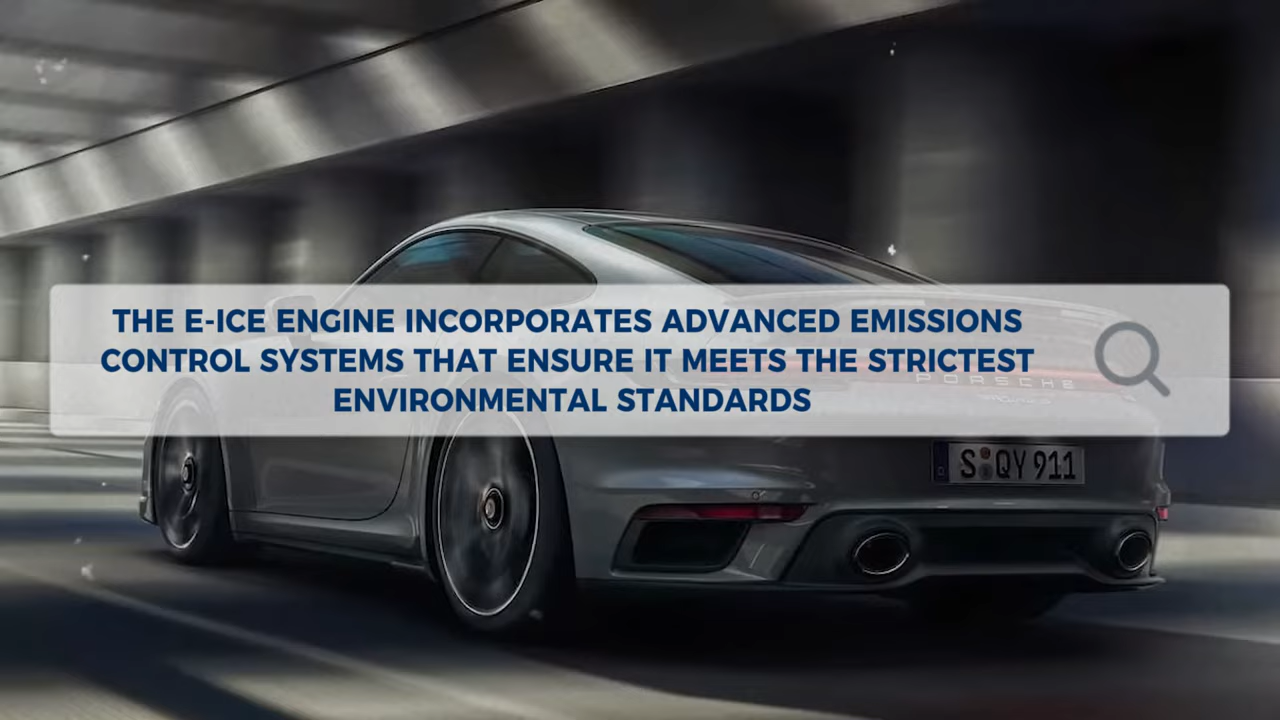 THE E-ICE ENGINE INCORPORATES ADVANCED EMISSIONS
CONTROL SYSTEMS THAT ENSURE IT MEETS THE STRICTEST
ENVIRONMENTAL STANDARDS
PORSCHE
S QY 911